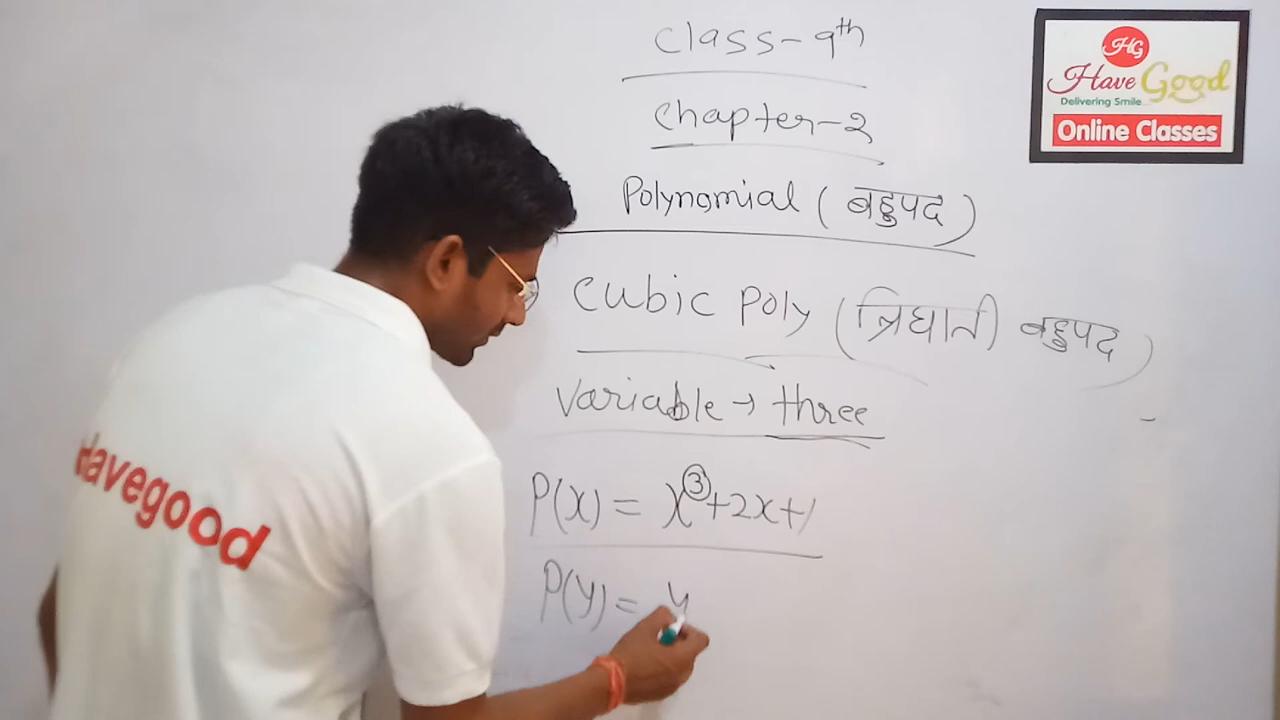 Class-9th
Chapter-2
Polynomial (बहुपद)
Cubic Poly (त्रिघाती) बहुपद)
Variable → three
P(x) = x³+2x+1
P(y) = y
HG
Have Good
Delivering Smile
Online Classes
Havegood